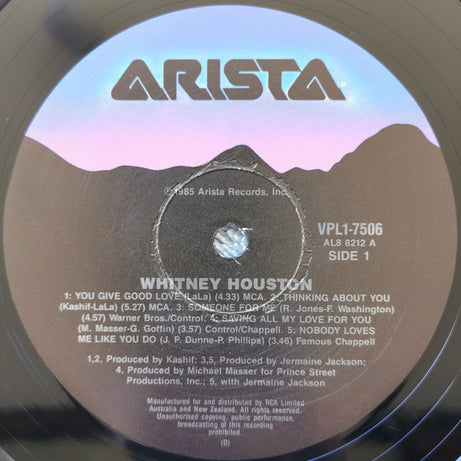 ARISTA
℗1985 Arista Records, Inc.
VPL1-7506
AL8 8212 A
SIDE 1
WHITNEY HOUSTON
1: YOU GIVE GOOD LOVE (LaLa) (4.33) MCA. 2: THINKING ABOUT YOU
(Kashif-LaLa) (5.27) MCA. 3: SOMEONE FOR ME (R. Jones-F. Washington)
(4.57) Warner Bros./Control: 4: SAVING ALL MY LOVE FOR YOU
(M. Masser-G. Goffin) (3.57) Control/Chappell. 5: NOBODY LOVES
ME LIKE YOU DO (J. P. Dunne-P. Phillips) (3.46) Famous Chappell
1,2, Produced by Kashif: 3,5, Produced by Jermaine Jackson:
4, Produced by Michael Masser for Prince Street
Productions, Inc.; 5, with Jermaine Jackson
Manufactured for and distributed by RCA Limited
Australia and New Zealand. All rights reserved.
Unauthorised copying, public performance,
broadcasting of this recording
prohibited.
(D)